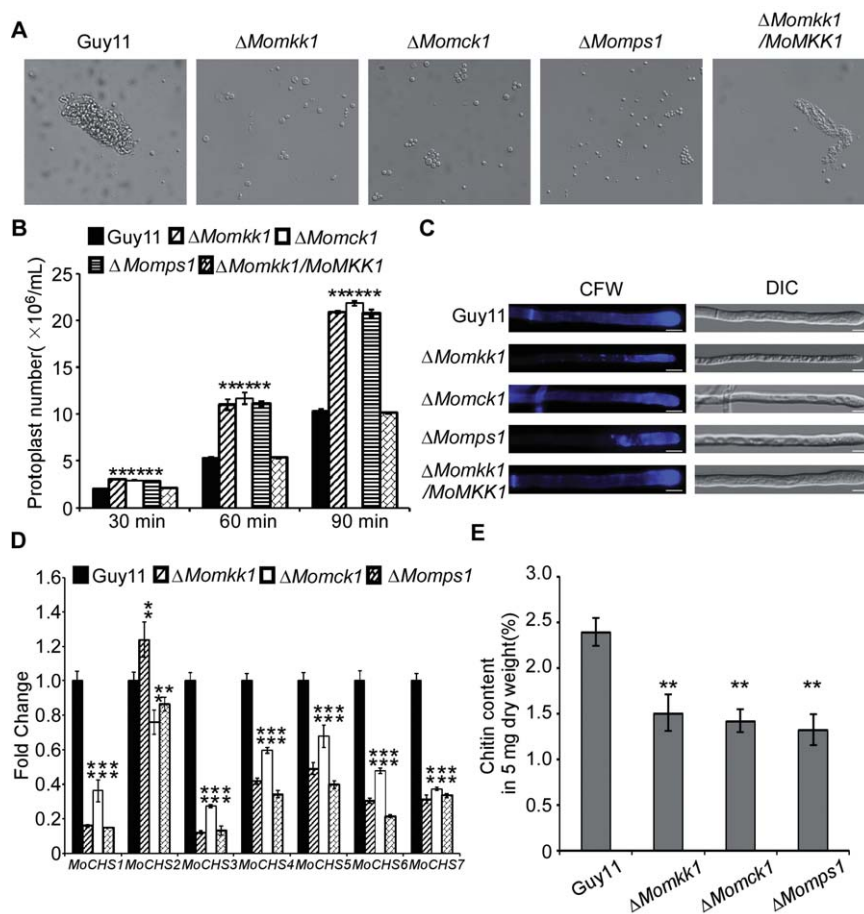 A
Guy11
ΔMomkk1
ΔMomck1
ΔMomps1
ΔMomkk1
/MoMKK1
B
Guy11
ΔMomkk1
ΔMomck1
ΔMomps1
ΔMomkk1/MoMKK1
Protoplast number( ×10⁶/mL)
25
20
15
10
5
0
******
******
******
30 min
60 min
90 min
C
CFW
DIC
Guy11
ΔMomkk1
ΔMomck1
ΔMomps1
ΔMomkk1
/MoMKK1
D
Guy11
ΔMomkk1
ΔMomck1
ΔMomps1
Fold Change
1.6
1.4
1.2
1.0
0.8
0.6
0.4
0.2
0
***
***
*
*
**
*
***
***
***
***
***
***
***
***
***
***
MoCHS1
MoCHS2
MoCHS3
MoCHS4
MoCHS5
MoCHS6
MoCHS7
E
Chitin content
in 5 mg dry weight(%)
3.0
2.5
2.0
1.5
1.0
0.5
0.0
**
**
**
Guy11
ΔMomkk1
ΔMomck1
ΔMomps1